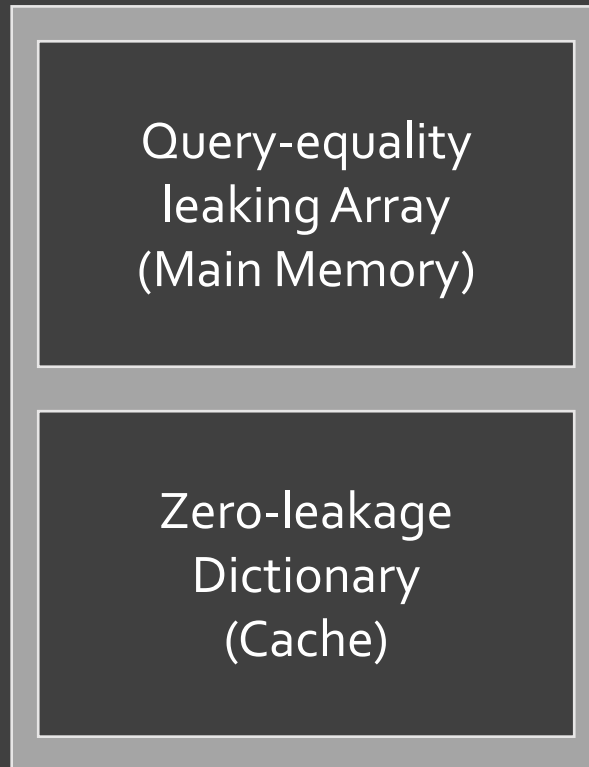 Query-equality
leaking Array
(Main Memory)
Zero-leakage
Dictionary
(Cache)